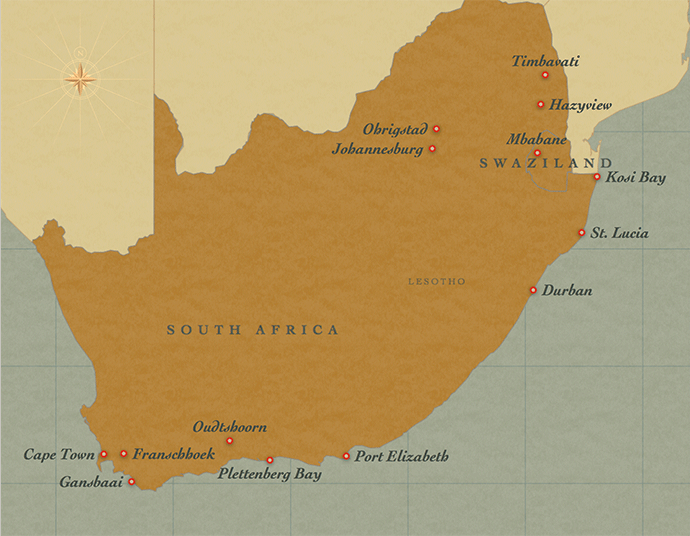 Timbavati
Hazyview
Ohrigstad
Mbabane
Johannesburg
SWAZILAND
Kosi Bay
St. Lucia
LESOTHO
Durban
SOUTH AFRICA
Oudtshoorn
Cape Town
Franschhoek
Port Elizabeth
Plettenberg Bay
Gansbaai